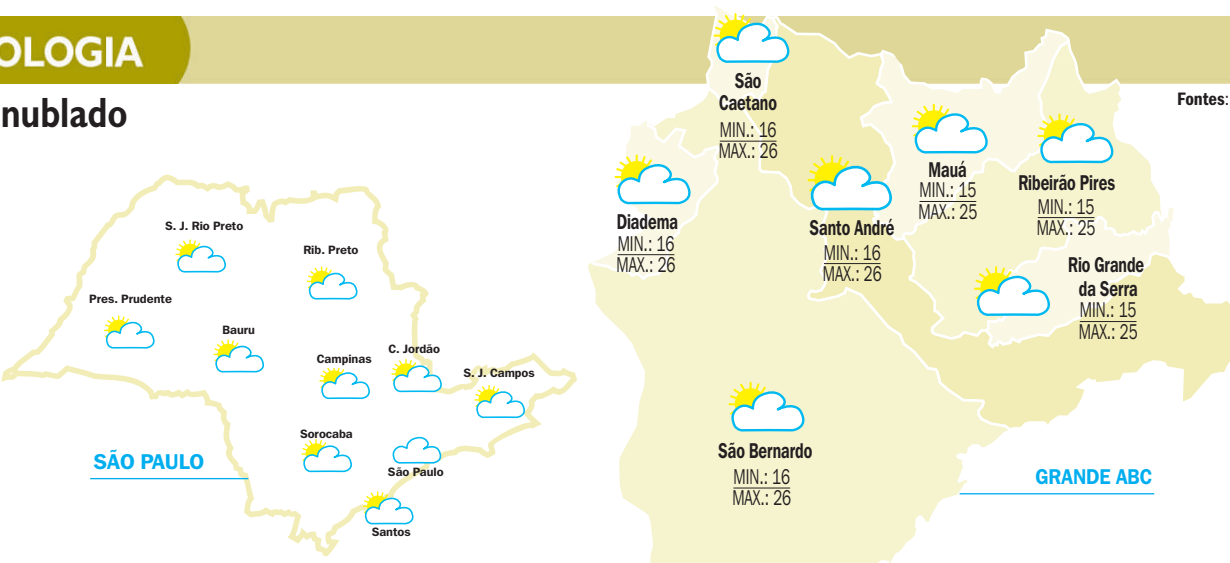 OLOGIA
nublado
Fontes:
S. J. Rio Preto
Rib. Preto
Pres. Prudente
Bauru
Campinas
C. Jordão
S. J. Campos
Sorocaba
São Paulo
Santos
SÃO PAULO
São
Caetano
MIN.: 16
MAX.: 26
Diadema
MIN.: 16
MAX.: 26
Santo André
MIN.: 16
MAX.: 26
Mauá
MIN.: 15
MAX.: 25
Ribeirão Pires
MIN.: 15
MAX.: 25
Rio Grande
da Serra
MIN.: 15
MAX.: 25
São Bernardo
MIN.: 16
MAX.: 26
GRANDE ABC